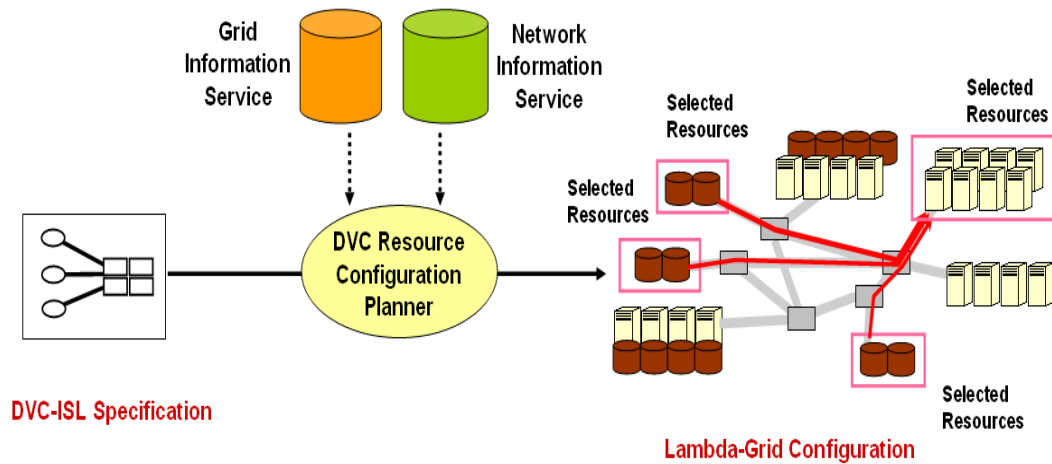 Grid
Information
Service
Network
Information
Service
Selected
Resources
Selected
Resources
Selected
Resources
DVC Resource
Configuration
Planner
Selected
Resources
DVC-ISL Specification
Lambda-Grid Configuration